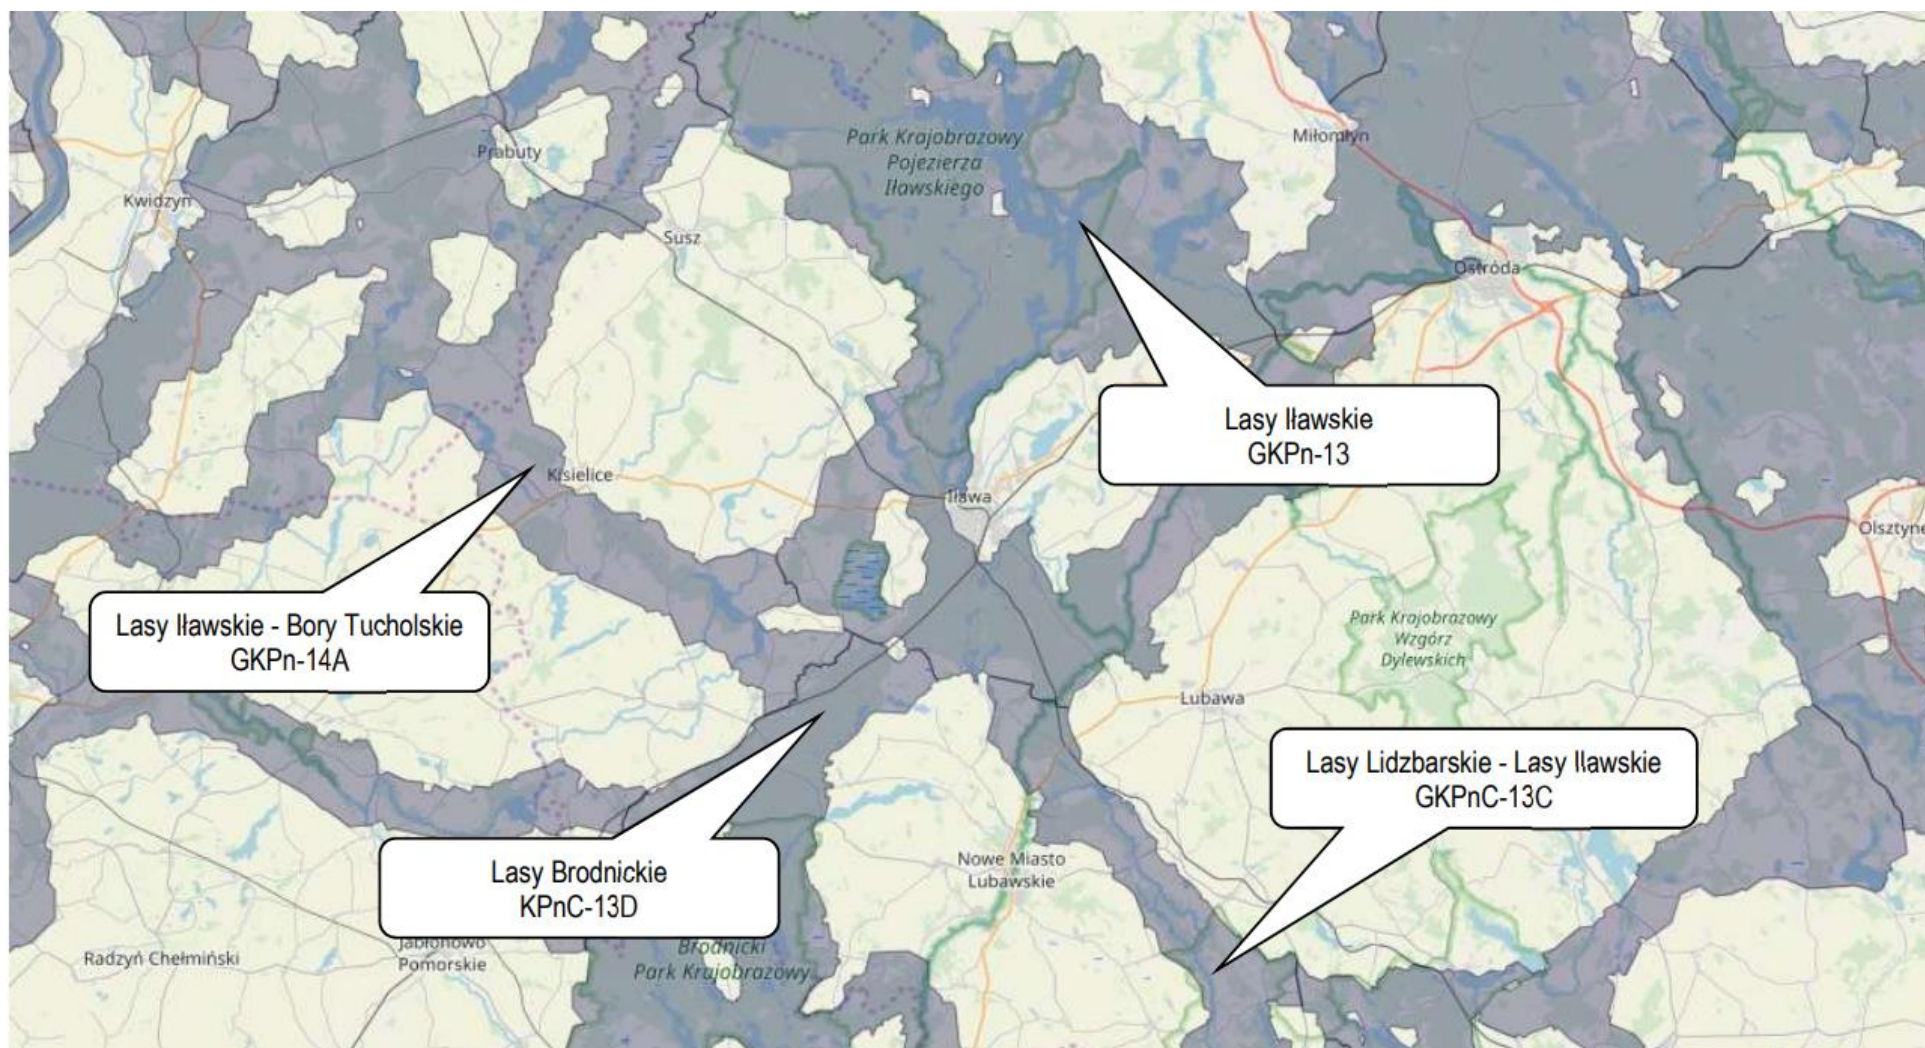 Park Krajobrazowy
Pojezierza
Iławskiego
Miłomłyn
Prabuty
Kwidzyn
Susz
Ostróda
Lasy Iławskie
GKPn-13
Kisielice
Iława
Olsztyne
Lasy Iławskie - Bory Tucholskie
GKPn-14A
Park Krajobrazowy
Wzgórz
Dylewskich
Lubawa
Lasy Lidzbarskie - Lasy Iławskie
GKPnC-13C
Lasy Brodnickie
KPnC-13D
Nowe Miasto
Lubawskie
Radzyń Chełmiński
Jabłonowo
Pomorskie
Brodnicki
Park Krajobrazowy